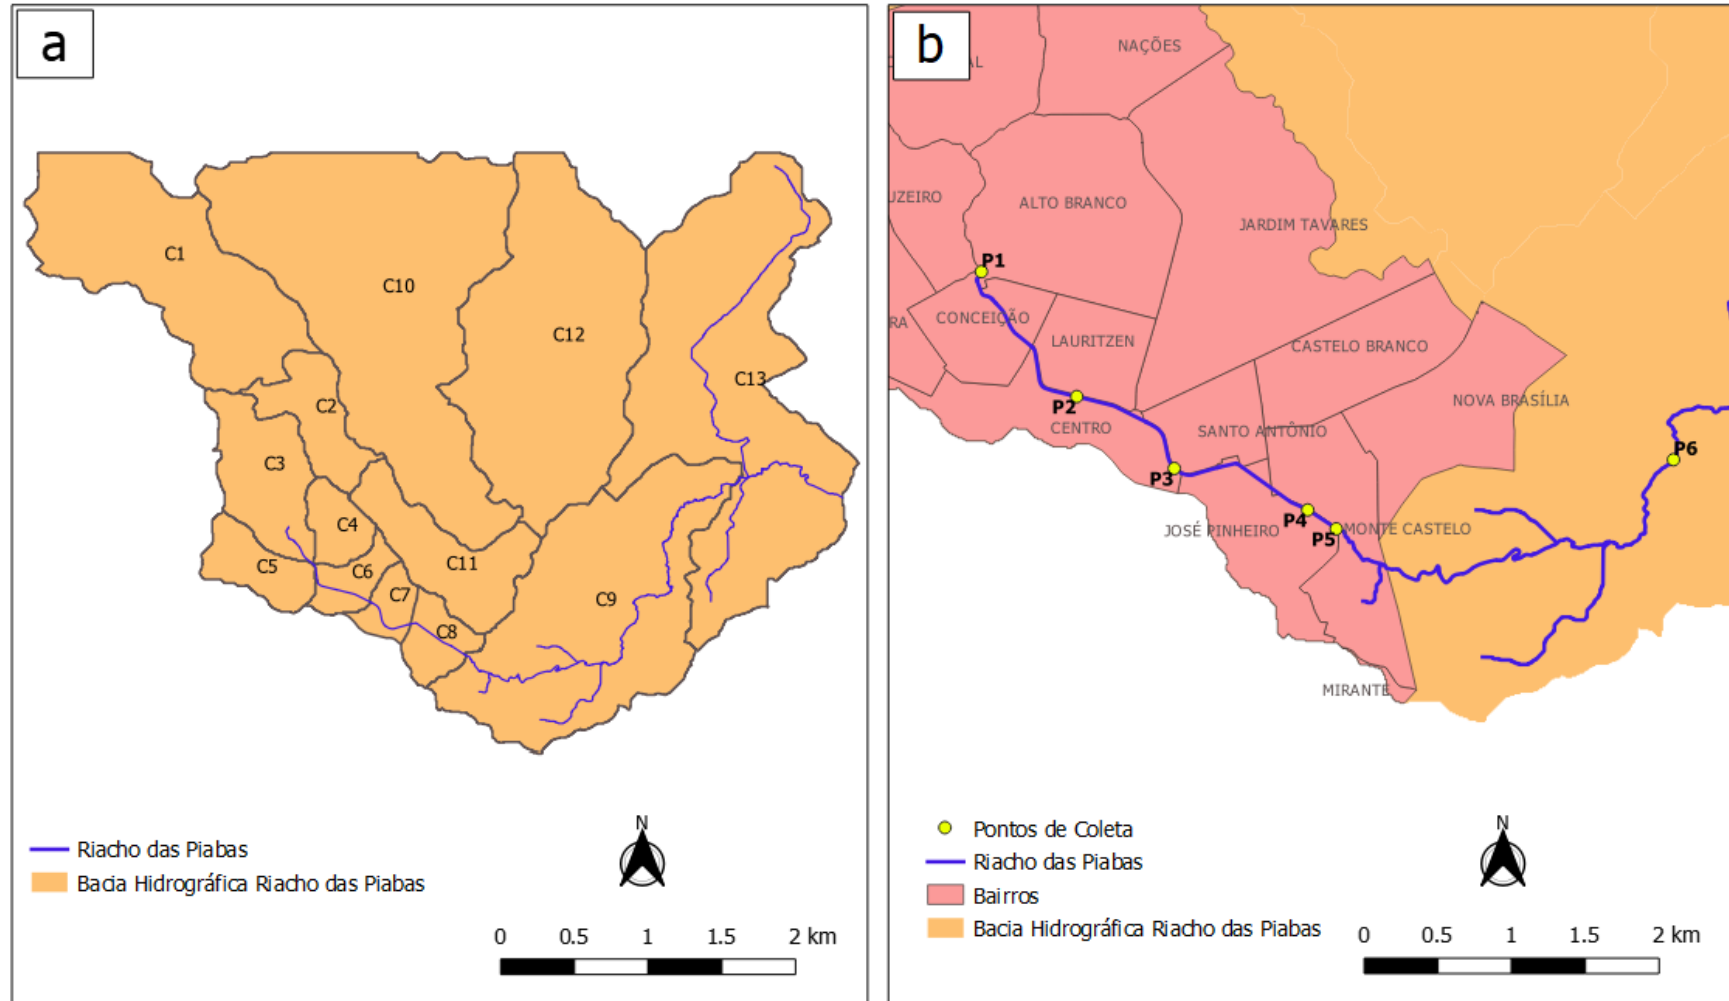 a
C1
C10
C12
C13
C2
C3
C4
C11
C5
C6
C7
C9
C8
Riacho das Piabas
Bacia Hidrográfica Riacho das Piabas
N
0 0.5 1 1.5 2 km
b
NAÇÕES
AL
UZEIRO
ALTO BRANCO
JARDIM TAVARES
P1
RA
CONCEIÇÃO
LAURITZEN
CASTELO BRANCO
P2
NOVA BRASÍLIA
CENTRO
SANTO ANTÔNIO
P6
P3
JOSÉ PINHEIRO
P4
P5
MONTE CASTELO
MIRANTE
Pontos de Coleta
Riacho das Piabas
Bairros
Bacia Hidrográfica Riacho das Piabas
N
0 0.5 1 1.5 2 km